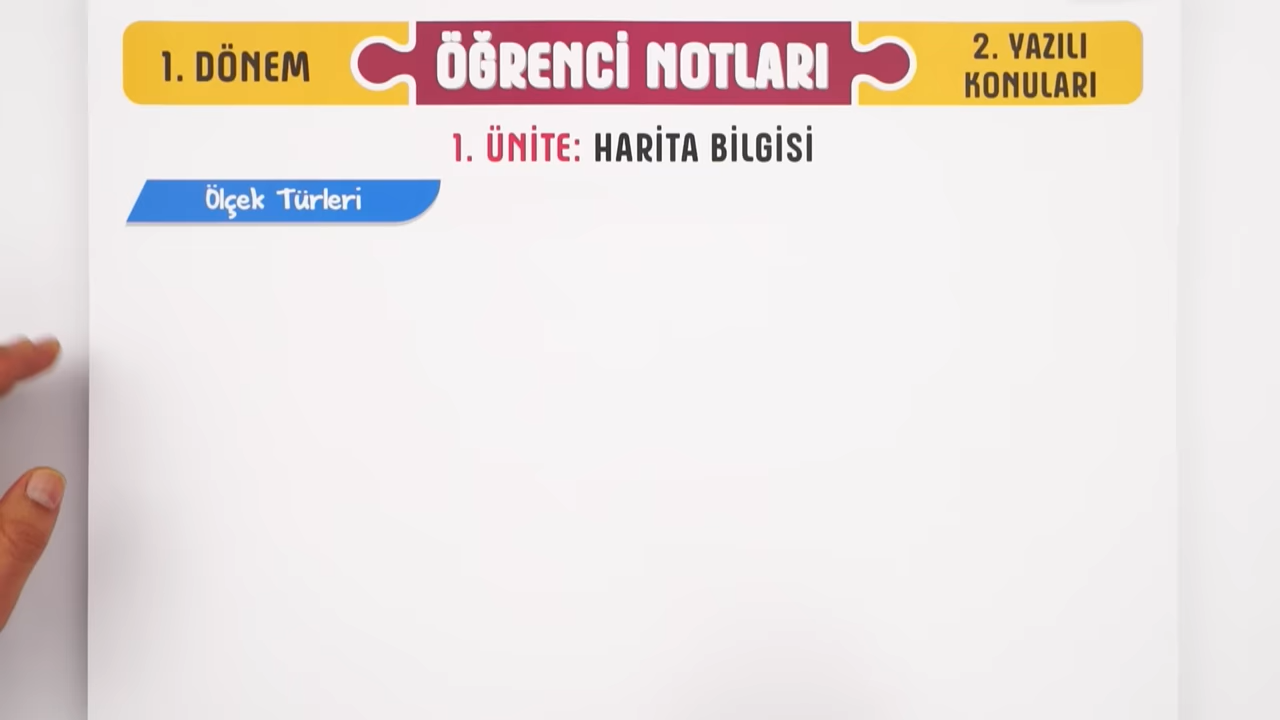 1. DÖNEM
ÖĞRENCİ NOTLARI
2. YAZILI
KONULARI
1. ÜNİTE: HARİTA BİLGİSİ
Ölçek Türleri